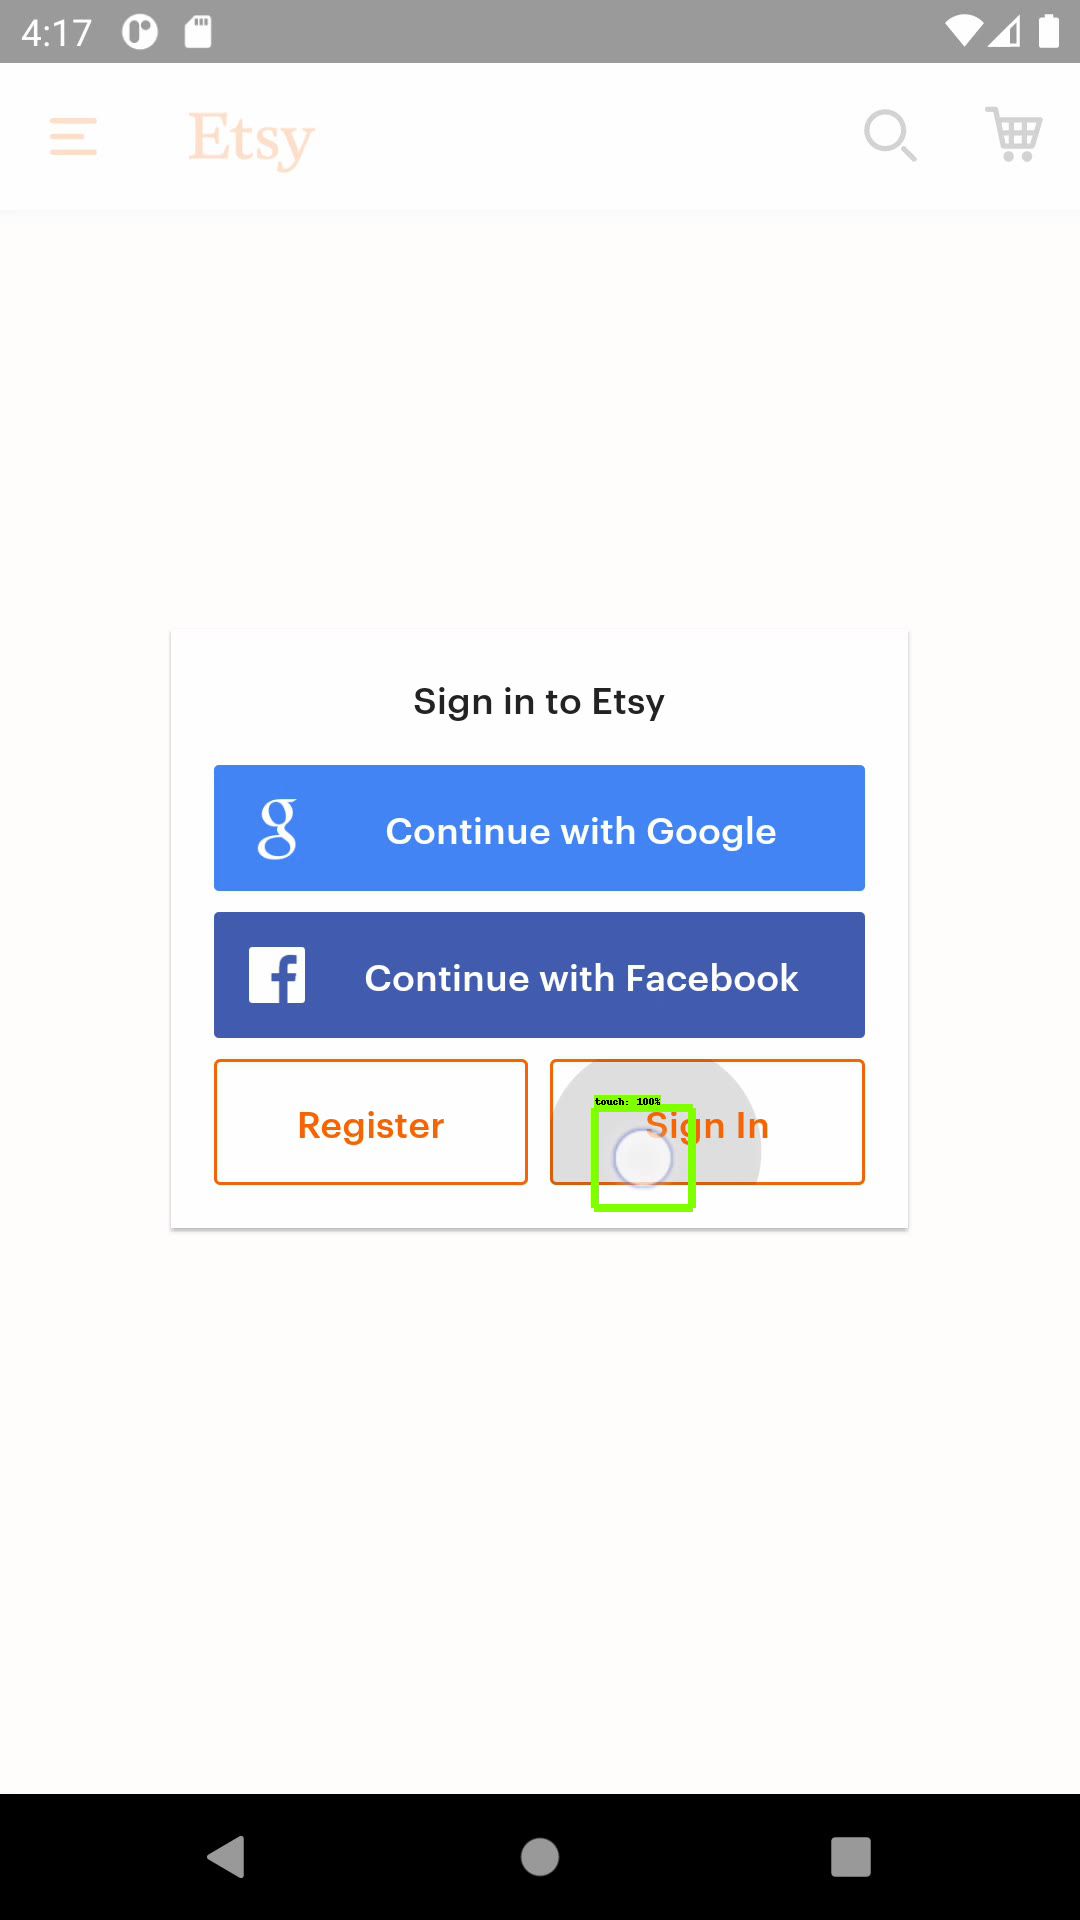 4:17
Etsy
Sign in to Etsy
Continue with Google
Continue with Facebook
Register
touch: 100%
Sign In